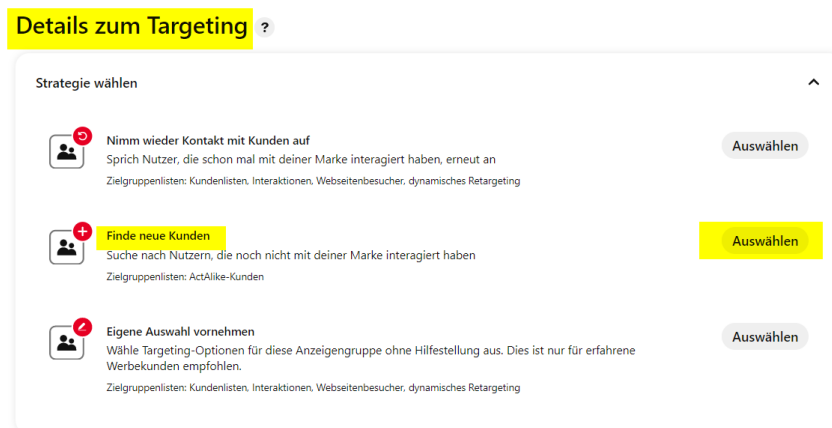 Details zum Targeting ?
Strategie wählen
Nimm wieder Kontakt mit Kunden auf
Sprich Nutzer, die schon mal mit deiner Marke interagiert haben, erneut an
Zielgruppenlisten: Kundenlisten, Interaktionen, Webseitenbesucher, dynamisches Retargeting
Auswählen
Finde neue Kunden
Suche nach Nutzern, die noch nicht mit deiner Marke interagiert haben
Zielgruppenlisten: ActAlike-Kunden
Auswählen
Eigene Auswahl vornehmen
Wähle Targeting-Optionen für diese Anzeigengruppe ohne Hilfestellung aus. Dies ist nur für erfahrene
Werbekunden empfohlen.
Zielgruppenlisten: Kundenlisten, Interaktionen, Webseitenbesucher, dynamisches Retargeting
Auswählen